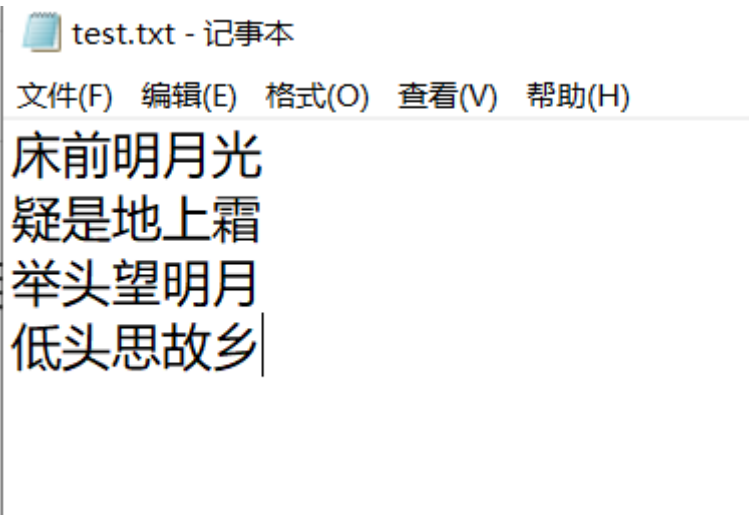 test.txt - 记事本
文件(F) 编辑(E) 格式(O) 查看(V) 帮助(H)
床前明月光
疑是地上霜
举头望明月
低头思故乡